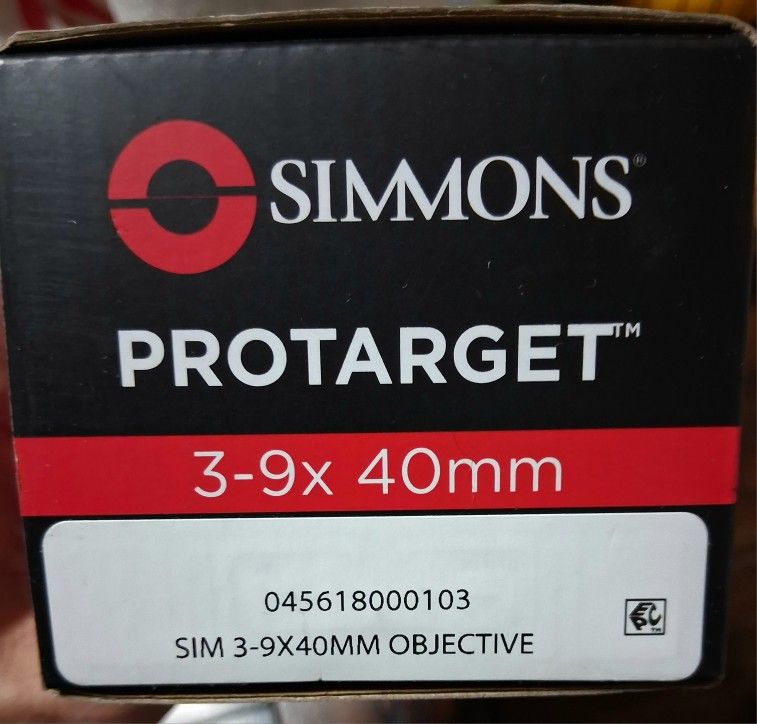 SIMMONS®
PROTARGET™
3-9x 40mm
045618000103
SIM 3-9X40MM OBJECTIVE